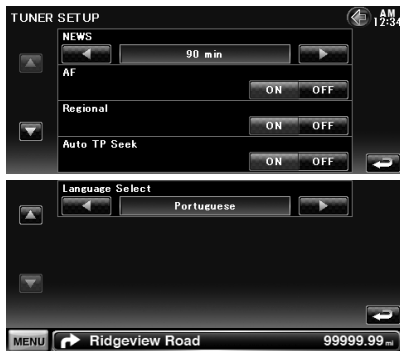 TUNER SETUP
AM
12:34
NEWS
90 min
AF
ON OFF
Regional
ON OFF
Auto TP Seek
ON OFF
Language Select
Portuguese
MENU Ridgeview Road 99999.99 mi